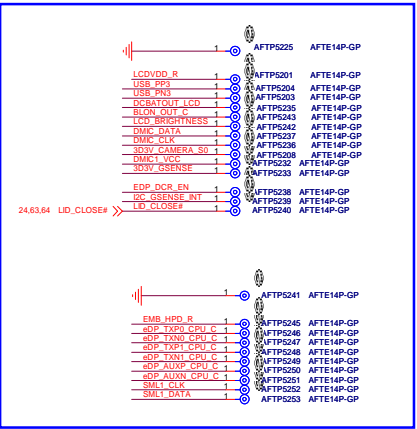 1 AFTP5225 AFTE14P-GP
LCDVDD_R 1 AFTP5201 AFTE14P-GP
USB_PP3 1 AFTP5204 AFTE14P-GP
USB_PN3 1 AFTP5203 AFTE14P-GP
DCBATOUT_LCD 1 AFTP5235 AFTE14P-GP
BLON_OUT_C 1 AFTP5243 AFTE14P-GP
LCD_BRIGHTNESS 1 AFTP5242 AFTE14P-GP
DMIC_DATA 1 AFTP5237 AFTE14P-GP
DMIC_CLK 1 AFTP5236 AFTE14P-GP
3D3V_CAMERA_S0 1 AFTP5208 AFTE14P-GP
DMIC1_VCC 1 AFTP5232 AFTE14P-GP
3D3V_GSENSE 1 AFTP5233 AFTE14P-GP
EDP_DCR_EN 1 AFTP5238 AFTE14P-GP
I2C_GSENSE_INT 1 AFTP5239 AFTE14P-GP
24,63,64 LID_CLOSE# LID_CLOSE# 1 AFTP5240 AFTE14P-GP
1 AFTP5241 AFTE14P-GP
EMB_HPD_R 1 AFTP5245 AFTE14P-GP
eDP_TXP0_CPU_C 1 AFTP5246 AFTE14P-GP
eDP_TXN0_CPU_C 1 AFTP5247 AFTE14P-GP
eDP_TXP1_CPU_C 1 AFTP5248 AFTE14P-GP
eDP_TXN1_CPU_C 1 AFTP5249 AFTE14P-GP
eDP_AUXP_CPU_C 1 AFTP5250 AFTE14P-GP
eDP_AUXN_CPU_C 1 AFTP5251 AFTE14P-GP
SML1_CLK 1 AFTP5252 AFTE14P-GP
SML1_DATA 1 AFTP5253 AFTE14P-GP